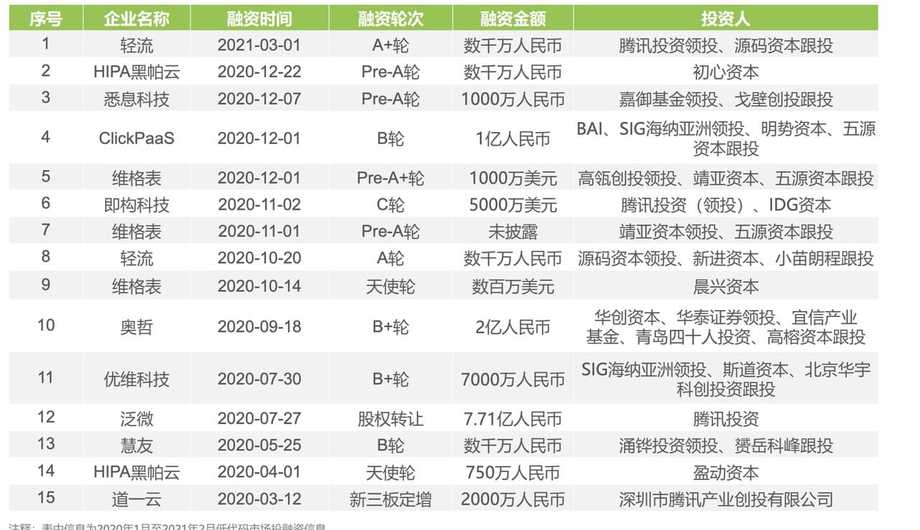 序号 企业名称 融资时间 融资轮次 融资金额 投资人
1 轻流 2021-03-01 A+轮 数千万人民币 腾讯投资领投、源码资本跟投
2 HIPA黑帕云 2020-12-22 Pre-A轮 数千万人民币 初心资本
3 悉息科技 2020-12-07 Pre-A轮 1000万人民币 嘉御基金领投、戈壁创投跟投
4 ClickPaaS 2020-12-01 B轮 1亿人民币 BAI、SIG海纳亚洲领投、明势资本、五源
资本跟投
5 维格表 2020-12-01 Pre-A+轮 1000万美元 高瓴创投领投、靖亚资本、五源资本跟投
6 即构科技 2020-11-02 C轮 5000万美元 腾讯投资（领投）、IDG资本
7 维格表 2020-11-01 Pre-A轮 未披露 靖亚资本领投、五源资本跟投
8 轻流 2020-10-20 A轮 数千万人民币 源码资本领投、新进资本、小苗朗程跟投
9 维格表 2020-10-14 天使轮 数百万美元 晨兴资本
10 奥哲 2020-09-18 B+轮 2亿人民币 华创资本、华泰证券领投、宜信产业
基金、青岛四十人投资、高榕资本跟投
11 优维科技 2020-07-30 B+轮 7000万人民币 SIG海纳亚洲领投、斯道资本、北京华宇
科创投资跟投
12 泛微 2020-07-27 股权转让 7.71亿人民币 腾讯投资
13 慧友 2020-05-25 B轮 数千万人民币 涌铧投资领投、赟岳科峰跟投
14 HIPA黑帕云 2020-04-01 天使轮 750万人民币 盈动资本
15 道一云 2020-03-12 新三板定增 2000万人民币 深圳市腾讯产业创投有限公司
注释：表中信息为2020年1月至2021年2月低代码市场投融资信息